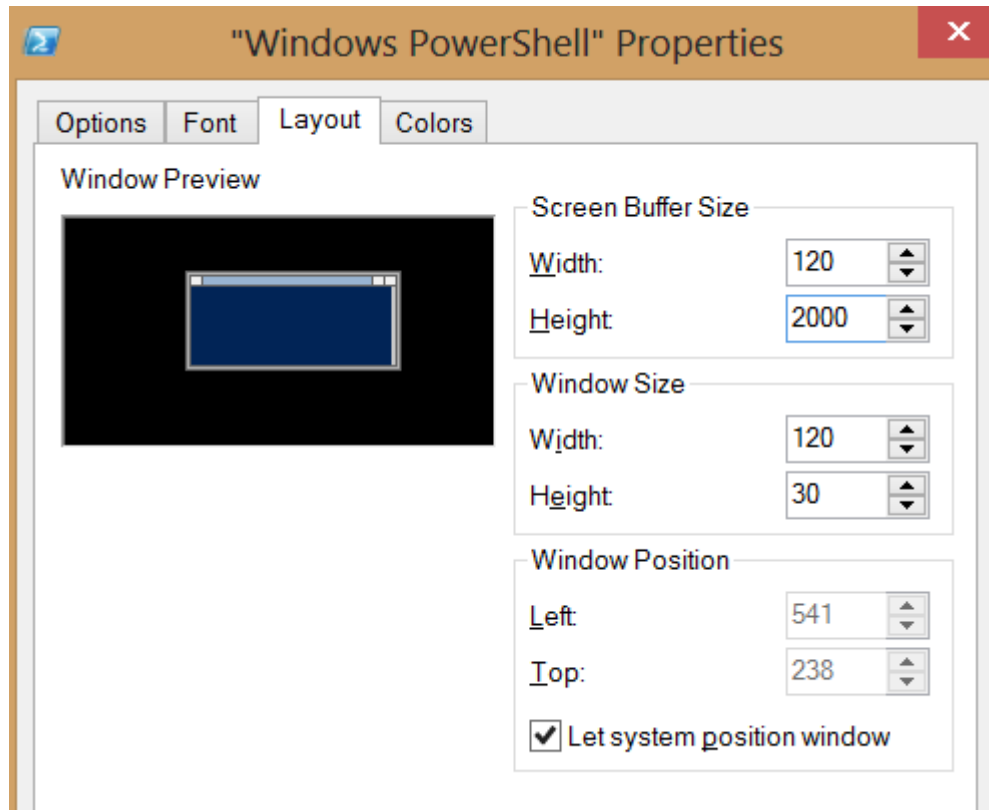 "Windows PowerShell" Properties
Options Font Layout Colors
Window Preview
Screen Buffer Size
Width: 120
Height: 2000
Window Size
Width: 120
Height: 30
Window Position
Left: 541
Top: 238
Let system position window